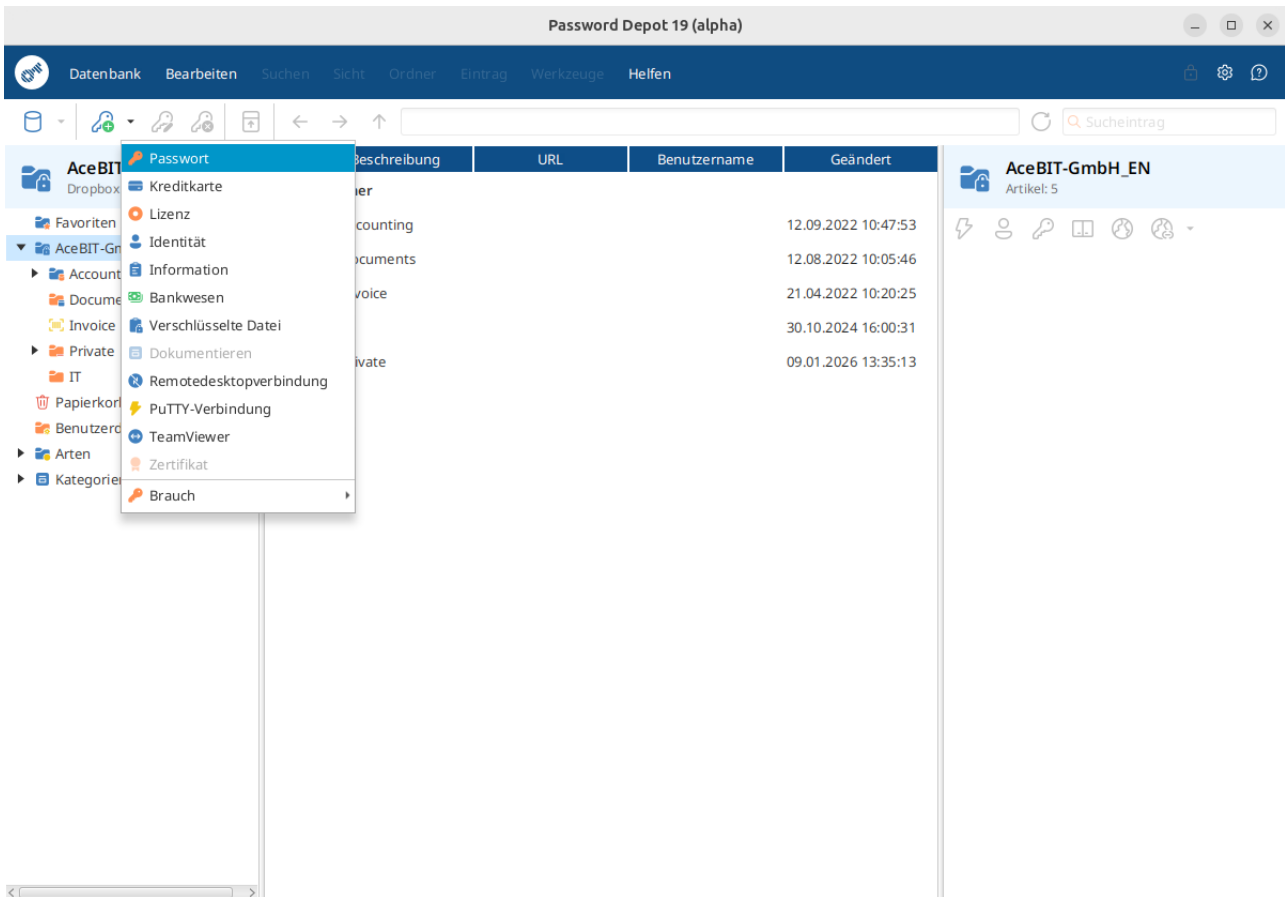 Password Depot 19 (alpha)
Datenbank Bearbeiten Suchen Sicht Ordner Eintrag Werkzeuge Helfen
Sucheintrag
AceBIT
Dropbox
Favoriten
AceBIT-Gm
Account
Docume
Invoice
Private
IT
Papierkor
Benutzerd
Arten
Kategorie
Passwort
Kreditkarte
Lizenz
Identität
Information
Bankwesen
Verschlüsselte Datei
Dokumentieren
Remotedesktopverbindung
PuTTY-Verbindung
TeamViewer
Zertifikat
Brauch
Beschreibung URL Benutzername Geändert
ner
ccounting 12.09.2022 10:47:53
ocuments 12.08.2022 10:05:46
voice 21.04.2022 10:20:25
30.10.2024 16:00:31
ivate 09.01.2026 13:35:13
AceBIT-GmbH_EN
Artikel: 5